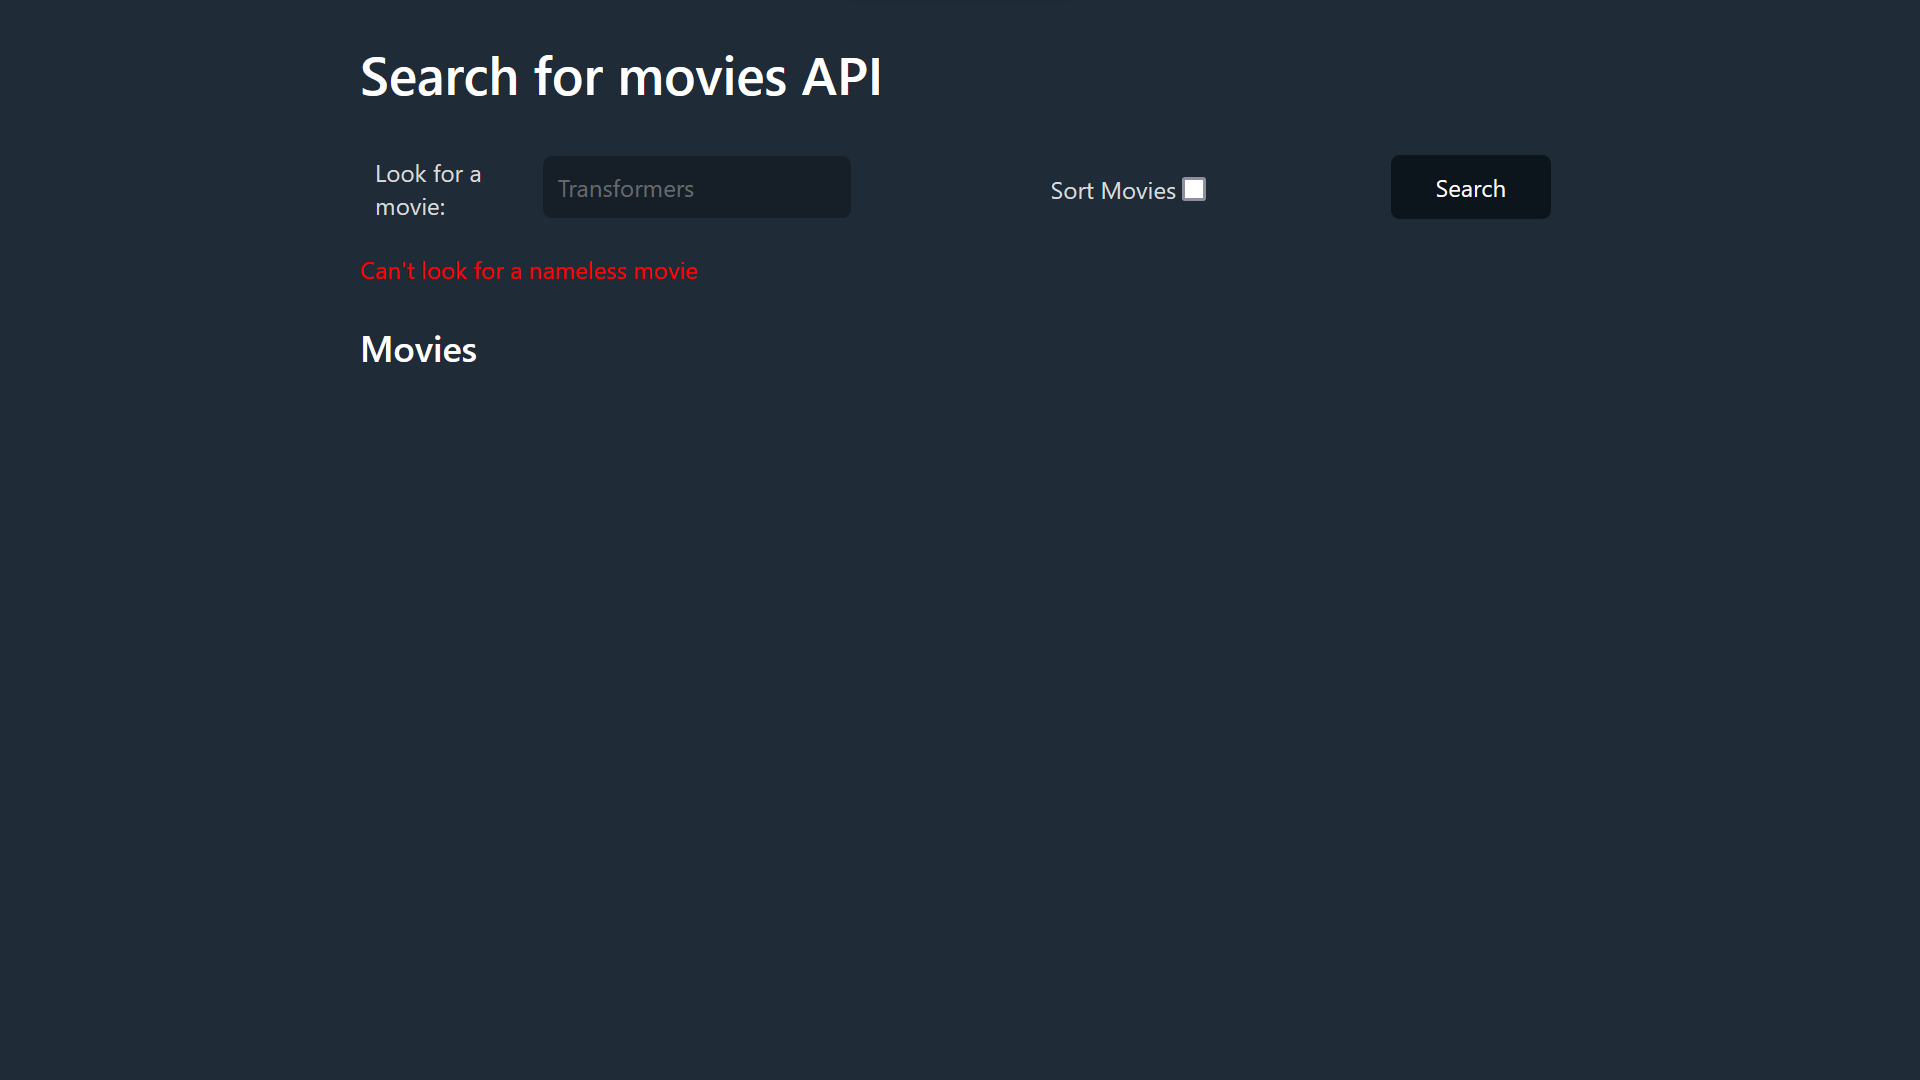 Search for movies API
Look for a
movie:
Transformers
Sort Movies
Search
Can't look for a nameless movie
Movies